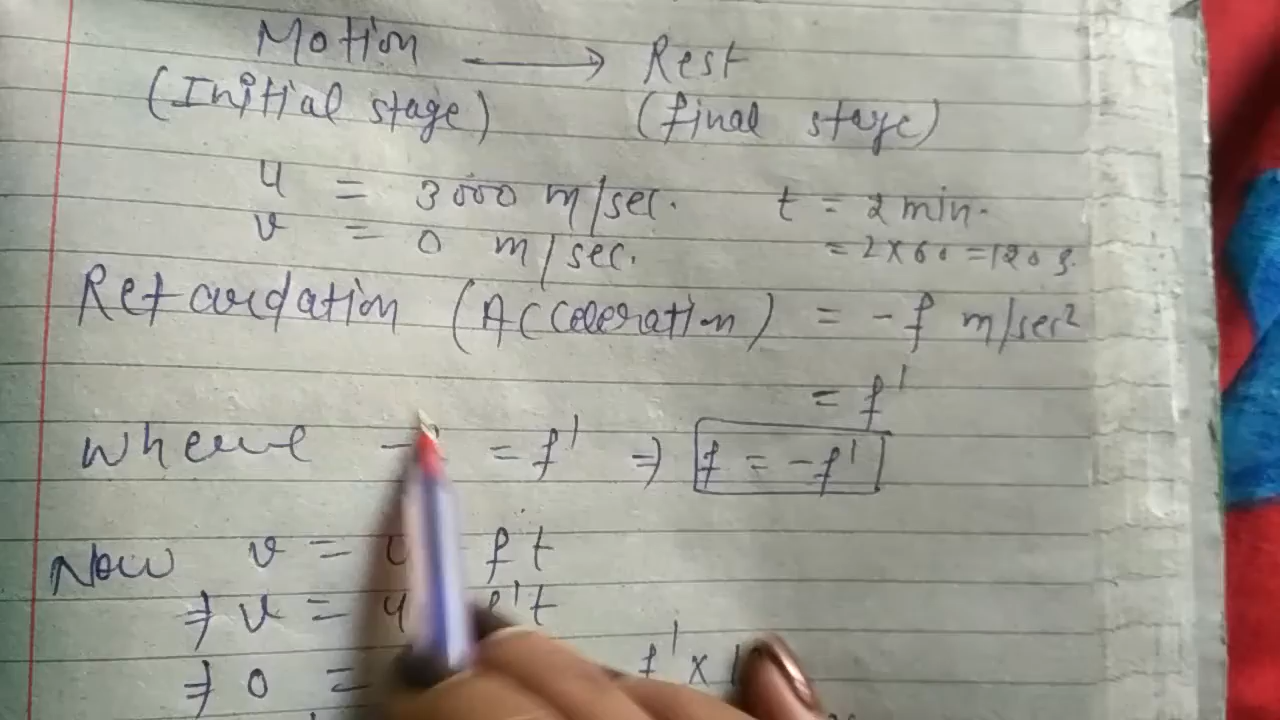 Motion → Rest
(Initial stage) (final stage)
u = 3000 m/sec. t = 2 min.
v = 0 m/sec. = 2 x 60 = 120 s.
Retardation (Acceleration) = -f m/sec²
= f'
where = f' ⇒ f = -f'
Now v = ft
⇒ v = u f't
⇒ 0 = f' x